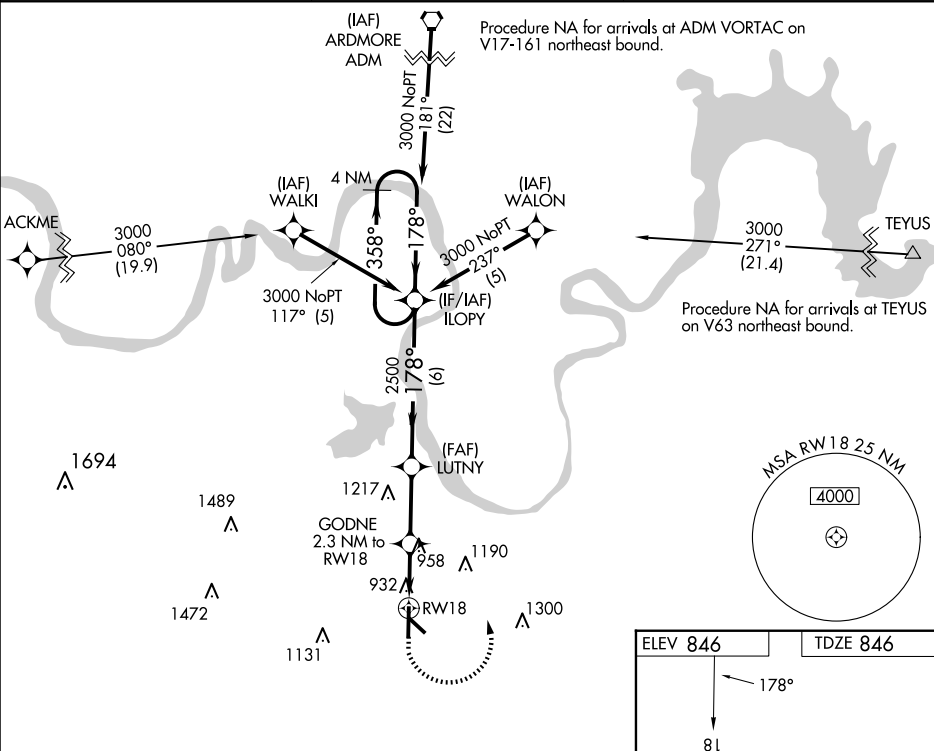 (IAF)
ARDMORE
ADM
Procedure NA for arrivals at ADM VORTAC on
V17-161 northeast bound.
3000 NoPT
181°
(22)
4 NM
(IAF)
WALKI
(IAF)
WALON
ACKME
3000
080°
(19.9)
TEYUS
3000
271°
(21.4)
358°
178°
3000 NoPT
237°
(5)
3000 NoPT
117° (5)
(IF/IAF)
ILOPY
Procedure NA for arrivals at TEYUS
on V63 northeast bound.
2500
178°
(6)
(FAF)
LUTNY
1694
1489
1217
GODNE
2.3 NM to
RW18
958
1190
932
RW18
1472
1131
1300
MSA RW18 25 NM
4000
ELEV 846
TDZE 846
178°
18